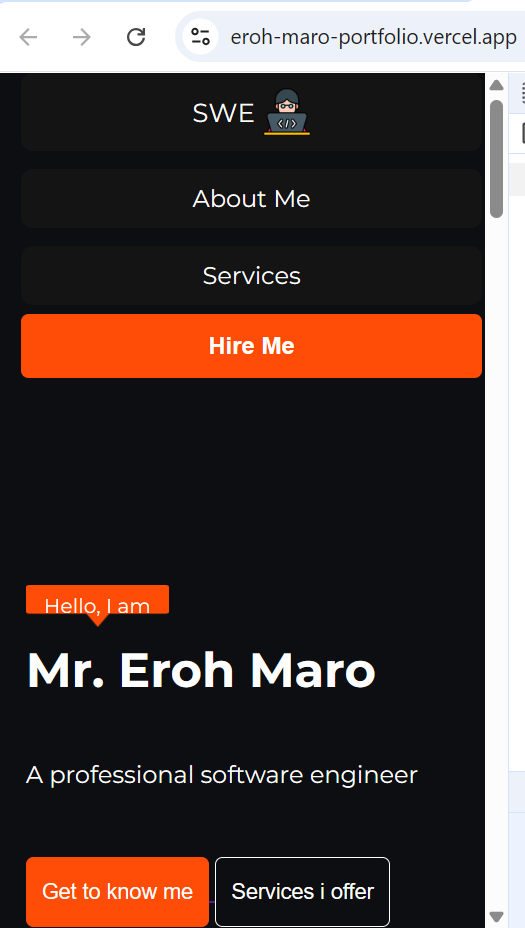 eroh-maro-portfolio.vercel.app
SWE
</>
About Me
Services
Hire Me
Hello, I am
Mr. Eroh Maro
A professional software engineer
Get to know me
Services i offer